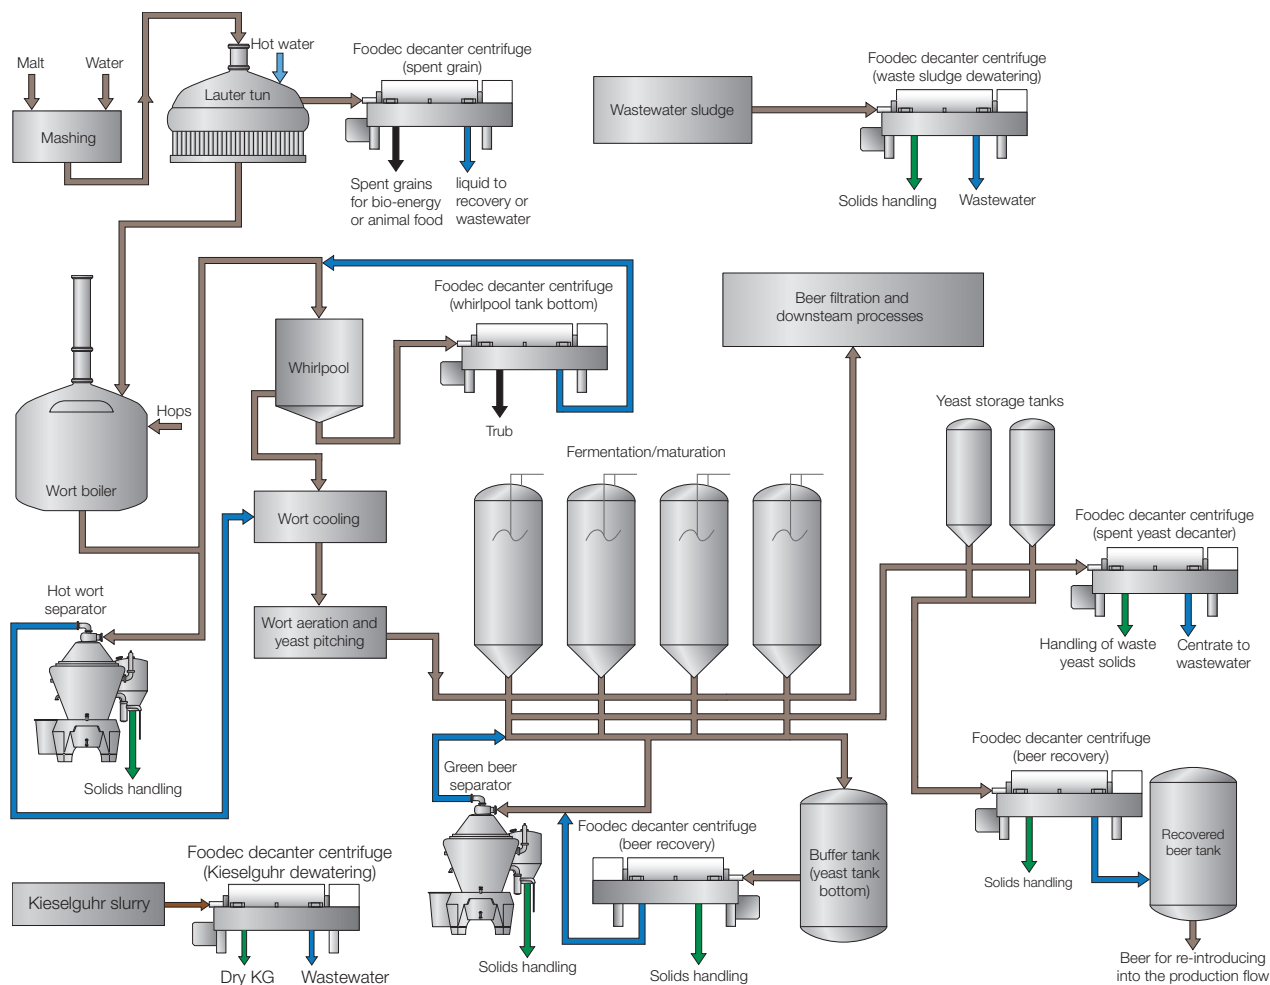 Malt
Water
Mashing
Hot water
Lauter tun
Foodec decanter centrifuge
(spent grain)
Spent grains
for bio-energy
or animal food
liquid to
recovery or
wastewater
Wastewater sludge
Foodec decanter centrifuge
(waste sludge dewatering)
Solids handling
Wastewater
Foodec decanter centrifuge
(whirlpool tank bottom)
Trub
Whirlpool
Beer filtration and
downsteam processes
Hops
Wort boiler
Wort cooling
Wort aeration and
yeast pitching
Fermentation/maturation
Yeast storage tanks
Foodec decanter centrifuge
(spent yeast decanter)
Handling of waste
yeast solids
Centrate to
wastewater
Hot wort
separator
Solids handling
Green beer
separator
Solids handling
Foodec decanter centrifuge
(beer recovery)
Solids handling
Buffer tank
(yeast tank
bottom)
Foodec decanter centrifuge
(beer recovery)
Solids handling
Recovered
beer tank
Beer for re-introducing
into the production flow
Foodec decanter centrifuge
(Kieselguhr dewatering)
Kieselguhr slurry
Dry KG
Wastewater